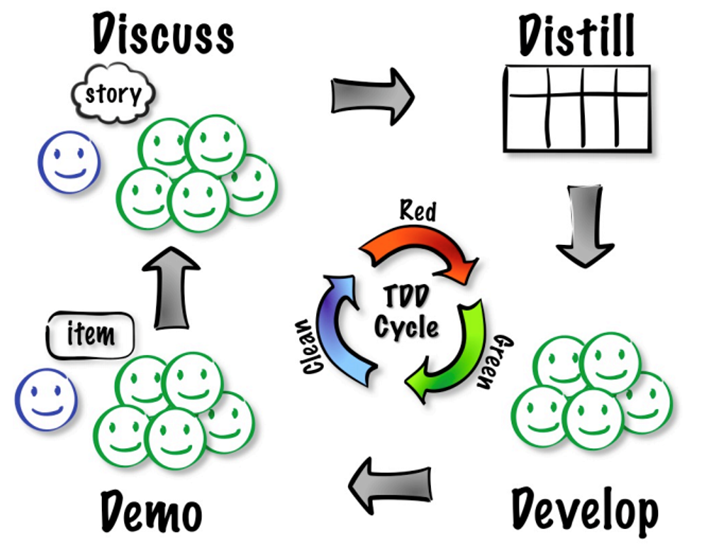 Discuss
Distill
story
Red
TDD
Cycle
Clean
Green
item
Demo
Develop